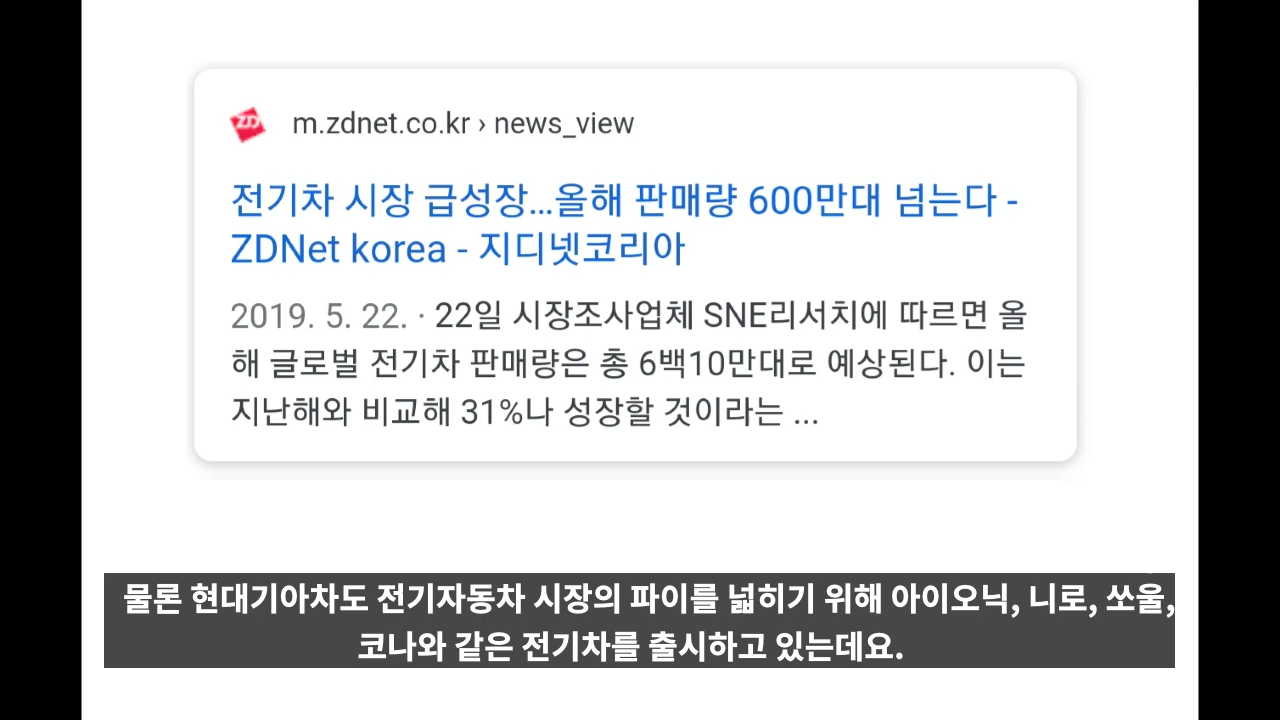 ZD
m.zdnet.co.kr › news_view
전기차 시장 급성장...올해 판매량 600만대 넘는다 -
ZDNet korea - 지디넷코리아
2019. 5. 22. · 22일 시장조사업체 SNE리서치에 따르면 올
해 글로벌 전기차 판매량은 총 6백10만대로 예상된다. 이는
지난해와 비교해 31%나 성장할 것이라는 ...
물론 현대기아차도 전기자동차 시장의 파이를 넓히기 위해 아이오닉, 니로, 쏘울,
코나와 같은 전기차를 출시하고 있는데요.